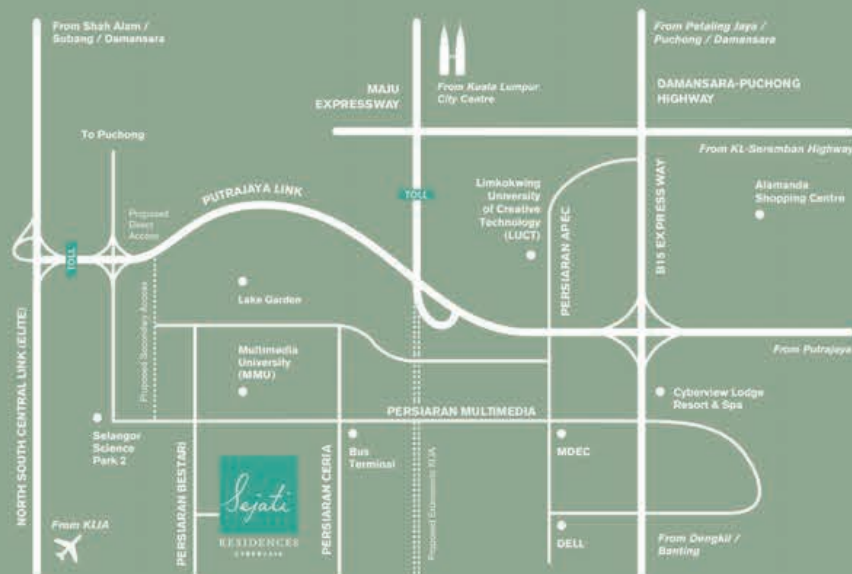 From Shah Alam /
Subang / Damansara
MAJU
EXPRESSWAY
From Kuala Lumpur
City Centre
From Petaling Jaya /
Puchong / Damansara
DAMANSARA-PUCHONG
HIGHWAY
From KL-Seremban Highway
To Puchong
PUTRAJAYA LINK
TOLL
Limkokwing
University
of Creative
Technology
(LUCT)
PERSIARAN APEC
B15 EXPRESSWAY
Alamanda
Shopping Centre
Proposed
Direct
Access
TOLL
Lake Garden
Proposed Secondary Access
From Putrajaya
NORTH SOUTH CENTRAL LINK (ELITE)
Multimedia
University
(MMU)
Cyberview Lodge
Resort & Spa
PERSIARAN MULTIMEDIA
Selangor
Science
Park 2
PERSIARAN BESTARI
Sejati
RESIDENCES
CYBERJAYA
PERSIARAN CERIA
Bus
Terminal
MDEC
From KLIA
DELL
From Dengkil /
Banting